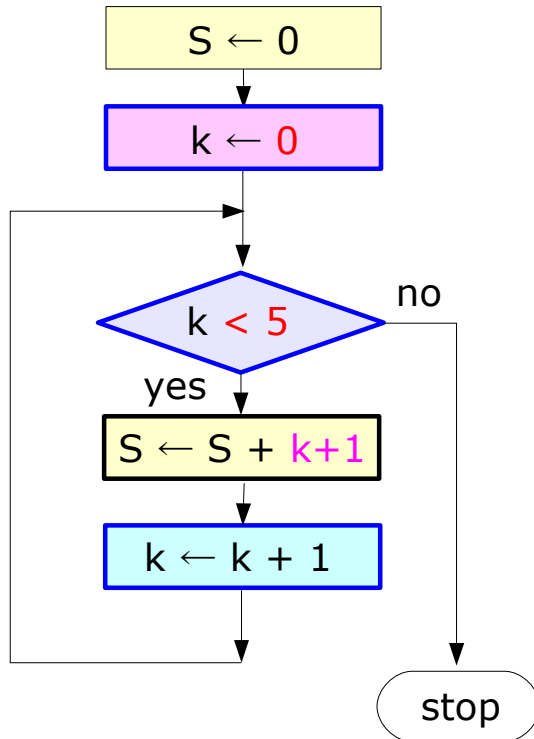 S ← 0
k ← 0
k < 5
no
yes
S ← S + k+1
k ← k + 1
stop